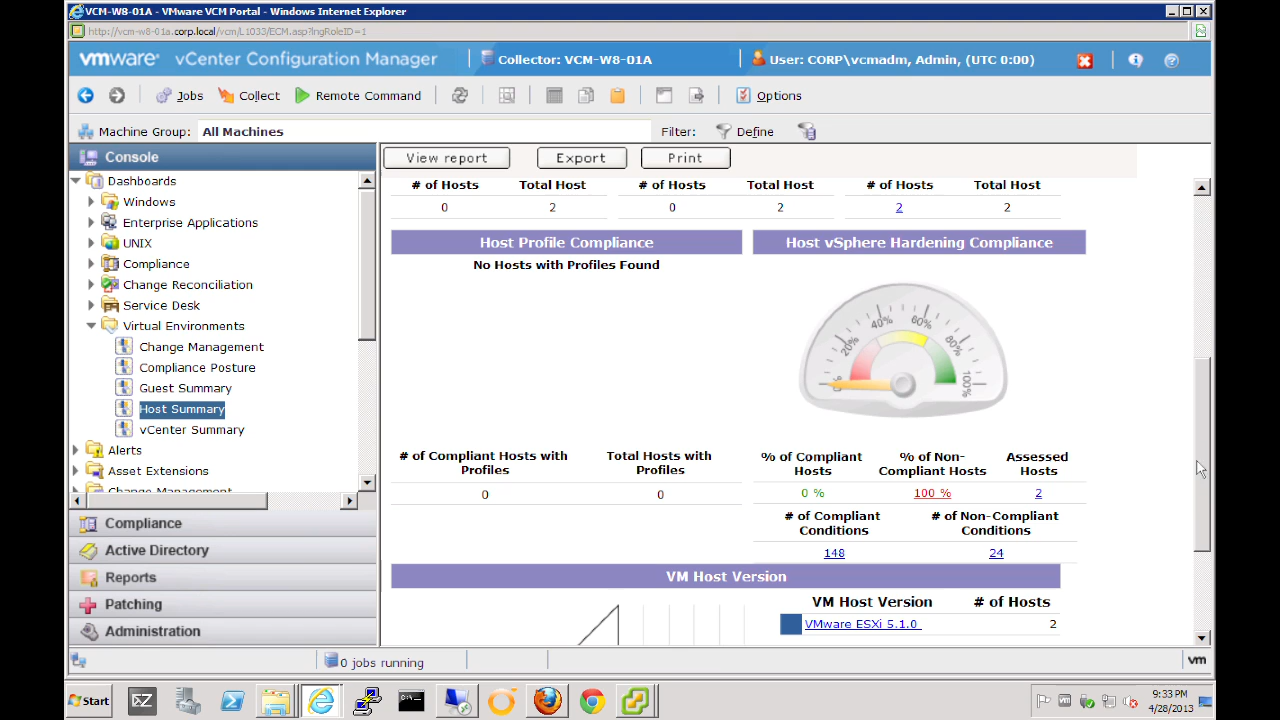 VCM-W8-01A - VMware VCM Portal - Windows Internet Explorer
http://vcm-w8-01a.corp.local/vcm/L1033/ECM.asp?lngRoleID=1
vmware vCenter Configuration Manager
Collector: VCM-W8-01A
User: CORP\vcmadm, Admin, (UTC 0:00)
Jobs Collect Remote Command Options
Machine Group: All Machines Filter: Define
Console
Dashboards
Windows
Enterprise Applications
UNIX
Compliance
Change Reconciliation
Service Desk
Virtual Environments
Change Management
Compliance Posture
Guest Summary
Host Summary
vCenter Summary
Alerts
Asset Extensions
Change Management
Compliance
Active Directory
Reports
Patching
Administration
View report Export Print
# of Hosts Total Host # of Hosts Total Host # of Hosts Total Host
0 2 0 2 2 2
Host Profile Compliance
No Hosts with Profiles Found
# of Compliant Hosts with Profiles
Total Hosts with Profiles
0 0
Host vSphere Hardening Compliance
0% 20% 40% 60% 80% 100%
% of Compliant Hosts
% of Non-Compliant Hosts
Assessed Hosts
0 % 100 % 2
# of Compliant Conditions
# of Non-Compliant Conditions
148 24
VM Host Version
VM Host Version # of Hosts
VMware ESXi 5.1.0 2
0 jobs running
vm
Start
9:33 PM
4/28/2013